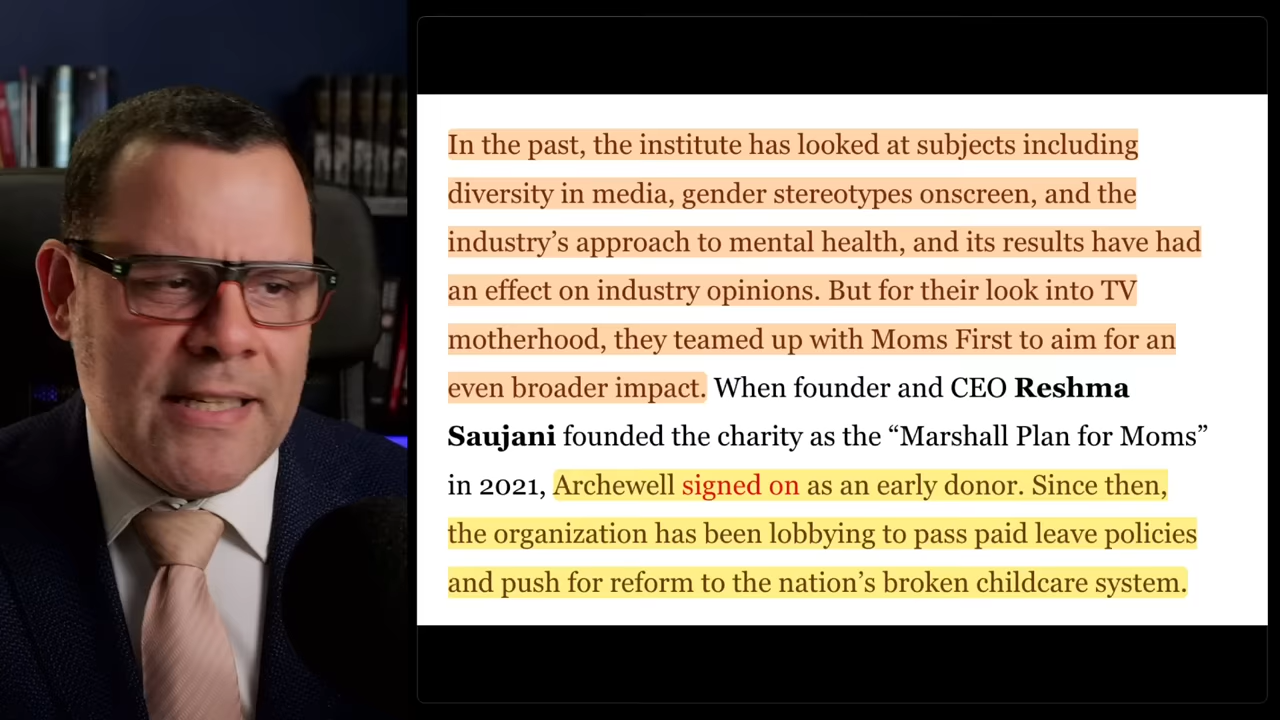 In the past, the institute has looked at subjects including
diversity in media, gender stereotypes onscreen, and the
industry’s approach to mental health, and its results have had
an effect on industry opinions. But for their look into TV
motherhood, they teamed up with Moms First to aim for an
even broader impact. When founder and CEO Reshma
Saujani founded the charity as the “Marshall Plan for Moms”
in 2021, Archewell signed on as an early donor. Since then,
the organization has been lobbying to pass paid leave policies
and push for reform to the nation’s broken childcare system.